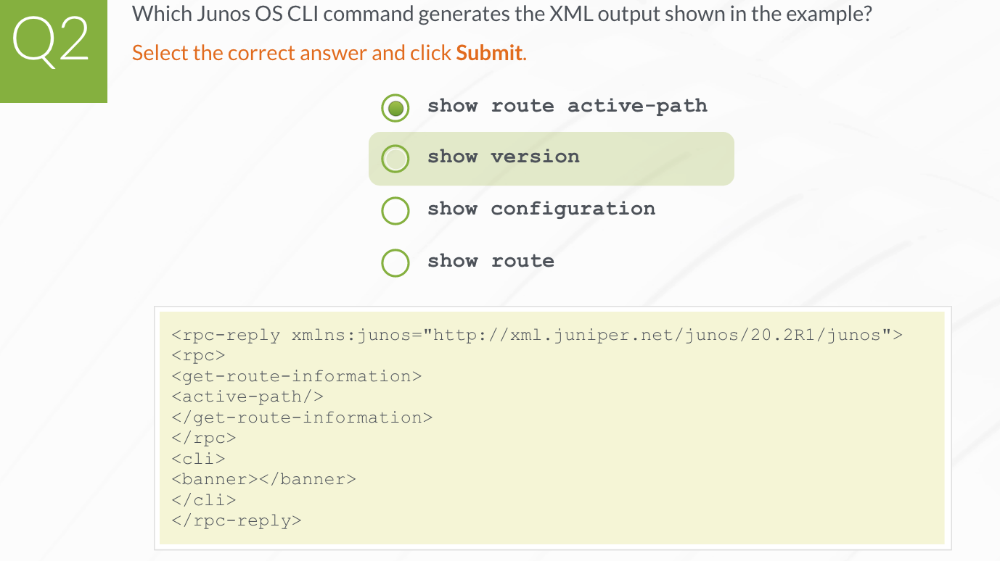 Q2
Which Junos OS CLI command generates the XML output shown in the example?
Select the correct answer and click Submit.
show route active-path
show version
show configuration
show route
<rpc-reply xmlns:junos="http://xml.juniper.net/junos/20.2R1/junos">
<rpc>
<get-route-information>
<active-path/>
</get-route-information>
</rpc>
<cli>
<banner></banner>
</cli>
</rpc-reply>